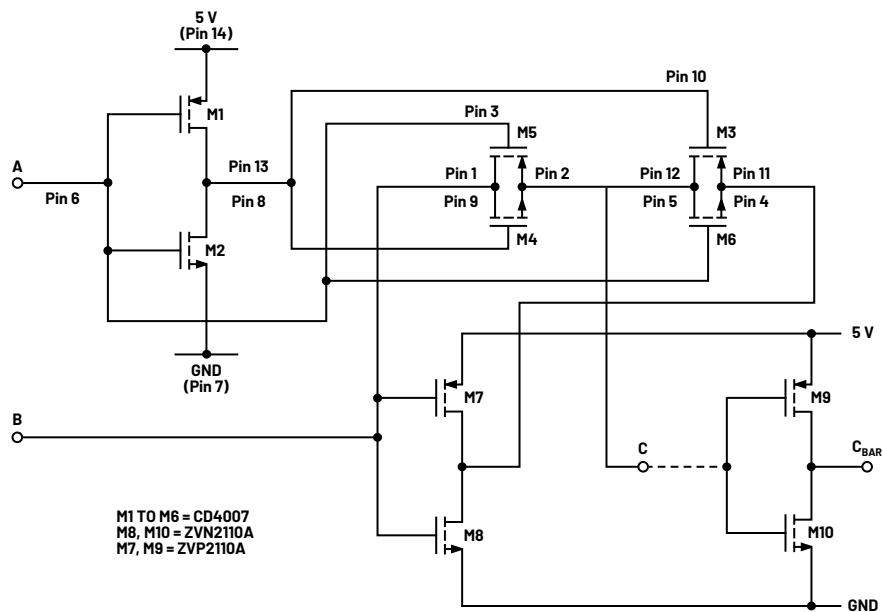 5 V
(Pin 14)
Pin 10
M1
Pin 3
M5
M3
A
Pin 6
Pin 13
Pin 8
Pin 1
Pin 9
Pin 2
Pin 12
Pin 5
Pin 11
Pin 4
M2
M4
M6
GND
(Pin 7)
5 V
M7
M9
B
C
CBAR
M1 TO M6 = CD4007
M8, M10 = ZVN2110A
M7, M9 = ZVP2110A
M8
M10
GND